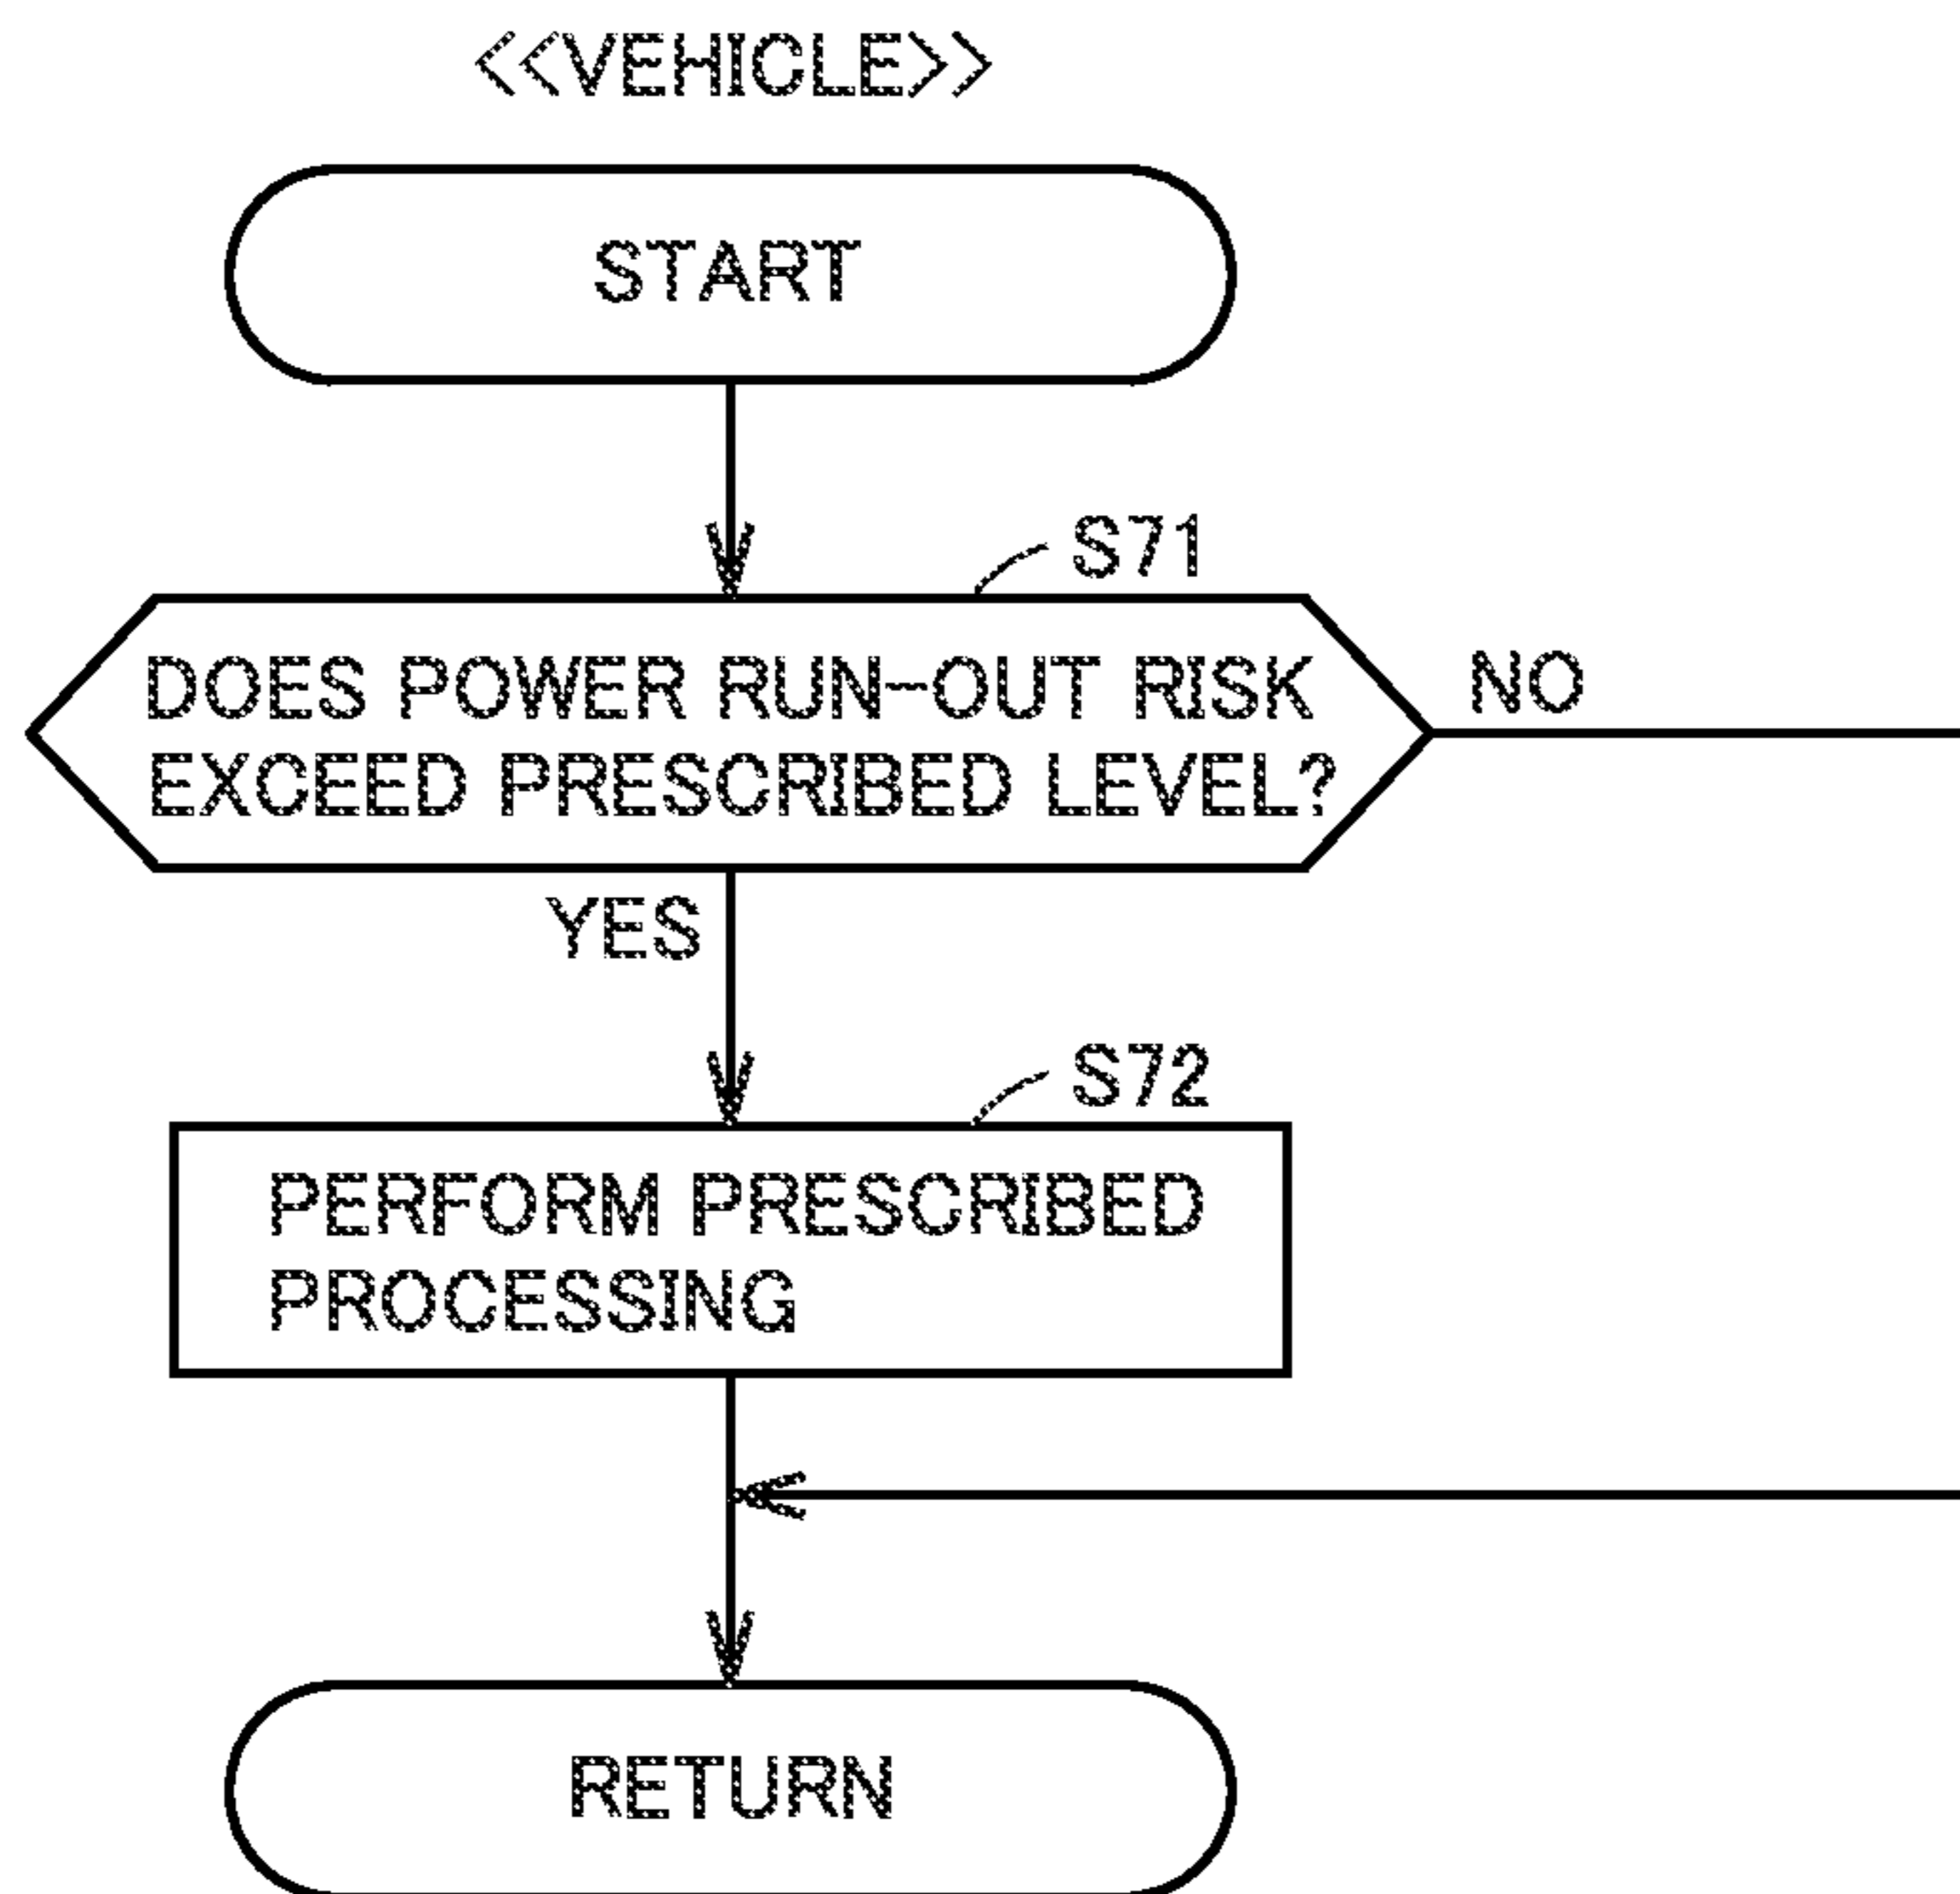 <<VEHICLE>>
START
S71
DOES POWER RUN-OUT RISK
EXCEED PRESCRIBED LEVEL?
NO
YES
S72
PERFORM PRESCRIBED
PROCESSING
RETURN